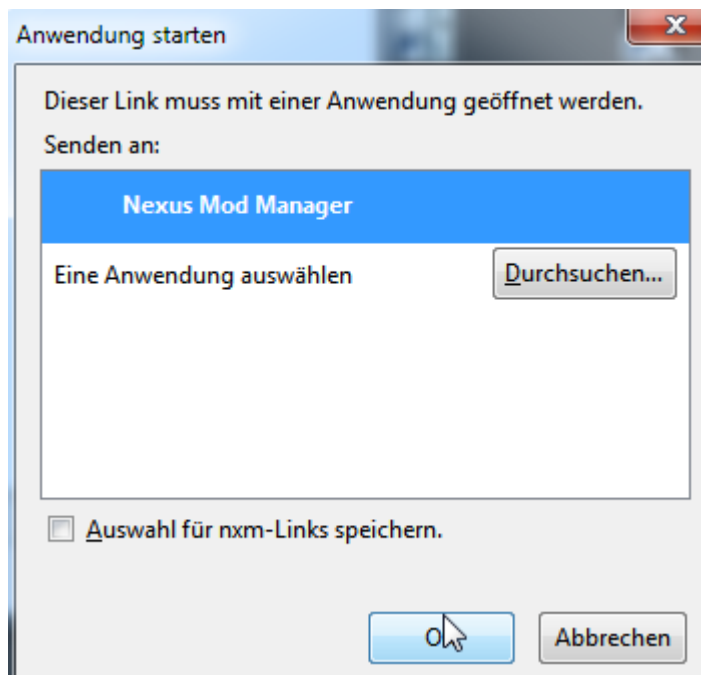 Anwendung starten
Dieser Link muss mit einer Anwendung geöffnet werden.
Senden an:
Nexus Mod Manager
Eine Anwendung auswählen
Durchsuchen...
Auswahl für nxm-Links speichern.
Abbrechen